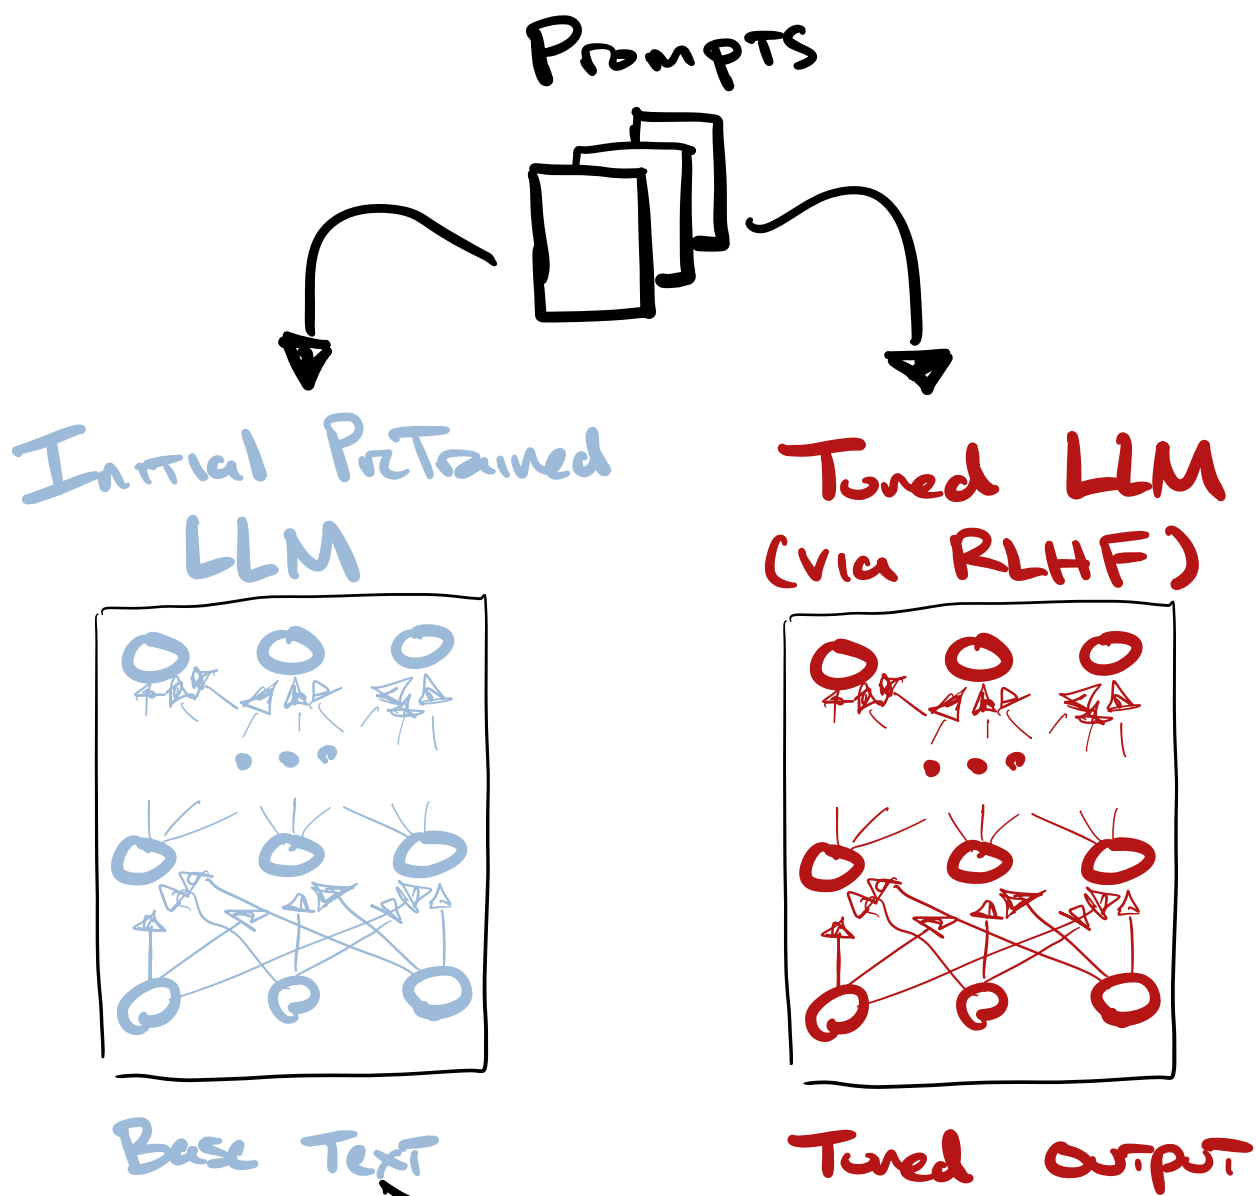 Prompts
Initial PreTrained
LLM
Tuned LLM
(via RLHF)
Base Text
Tuned Output